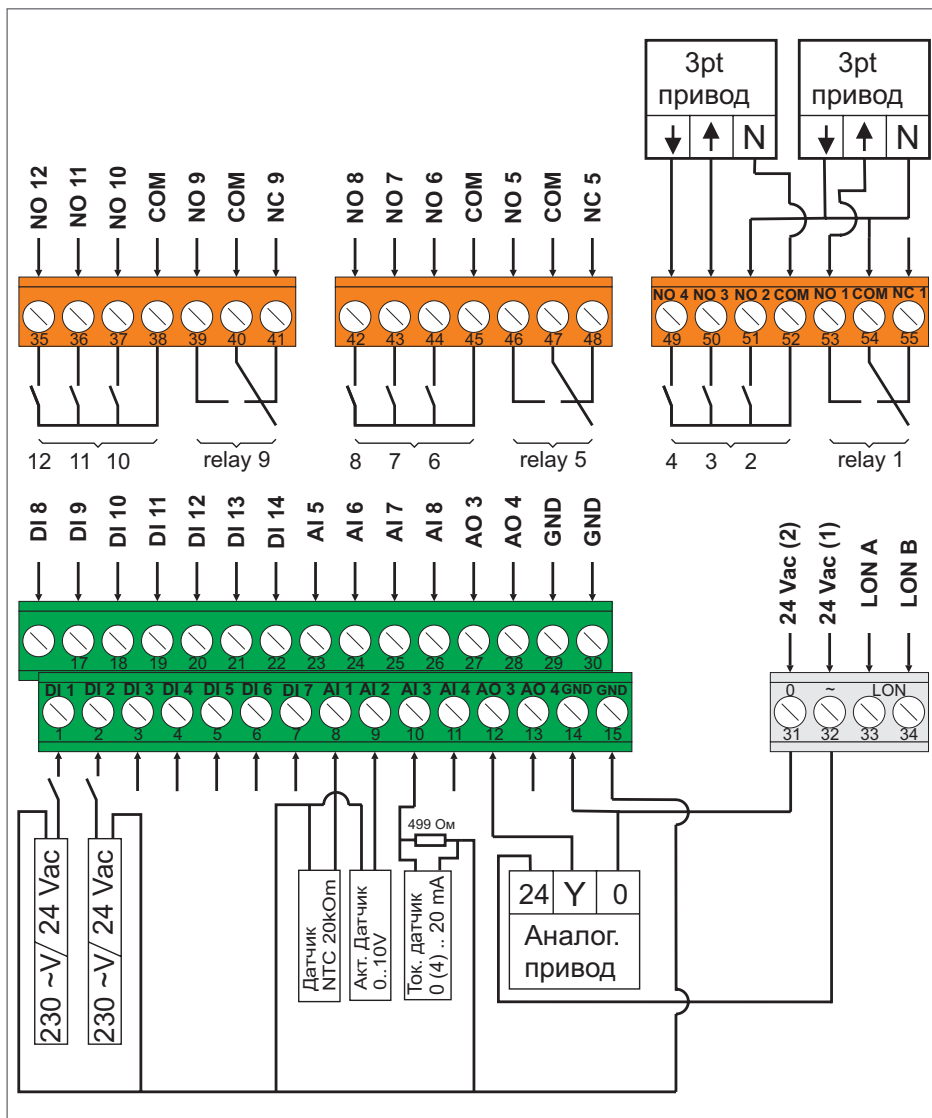 3pt
привод
N
3pt
привод
N
NO 12
NO 11
NO 10
COM
NO 9
COM
NC 9
NO 8
NO 7
NO 6
COM
NO 5
COM
NC 5
NO 4 NO 3 NO 2 COM NO 1 COM NC 1
35 36 37 38 39 40 41
42 43 44 45 46 47 48
49 50 51 52 53 54 55
12 11 10 relay 9
8 7 6 relay 5
4 3 2 relay 1
DI 8
DI 9
DI 10
DI 11
DI 12
DI 13
DI 14
AI 5
AI 6
AI 7
AI 8
AO 3
AO 4
GND
GND
24 Vac (2)
24 Vac (1)
LON A
LON B
17 18 19 20 21 22 23 24 25 26 27 28 29 30
DI 1 DI 2 DI 3 DI 4 DI 5 DI 6 DI 7 AI 1 AI 2 AI 3 AI 4 AO 3 AO 4 GND GND
1 2 3 4 5 6 7 8 9 10 11 12 13 14 15
0 ~ LON
31 32 33 34
499 Ом
230 ~V/ 24 Vac
230 ~V/ 24 Vac
Датчик
NTC 20kOm
Акт. Датчик
0..10V
Ток. датчик
0 (4) .. 20 mA
24 Y 0
Аналог.
привод